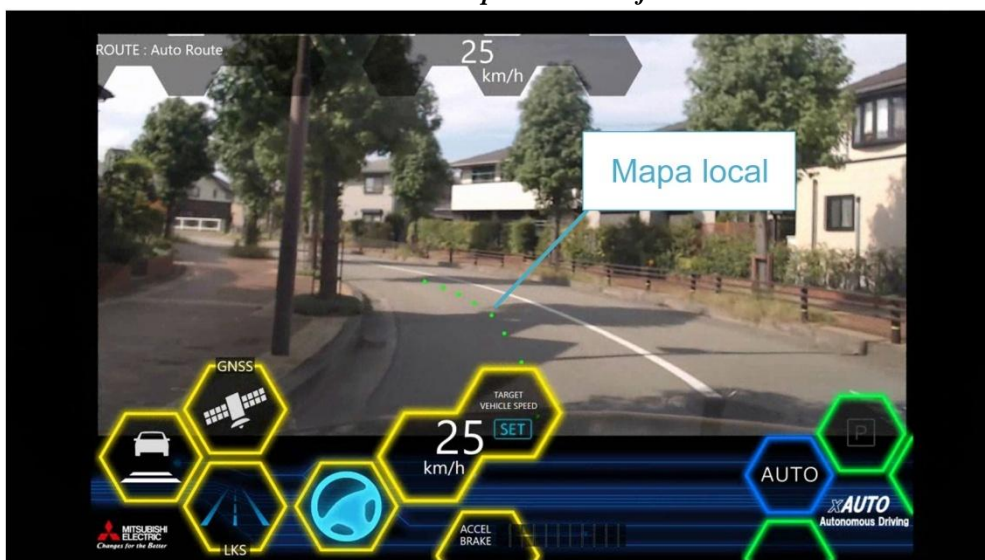 ROUTE : Auto Route
25
km/h
Mapa local
GNSS
TARGET
VEHICLE SPEED
SET
25
km/h
P
AUTO
xAUTO
Autonomous Driving
MITSUBISHI
ELECTRIC
Changes for the Better
LKS
ACCEL
BRAKE